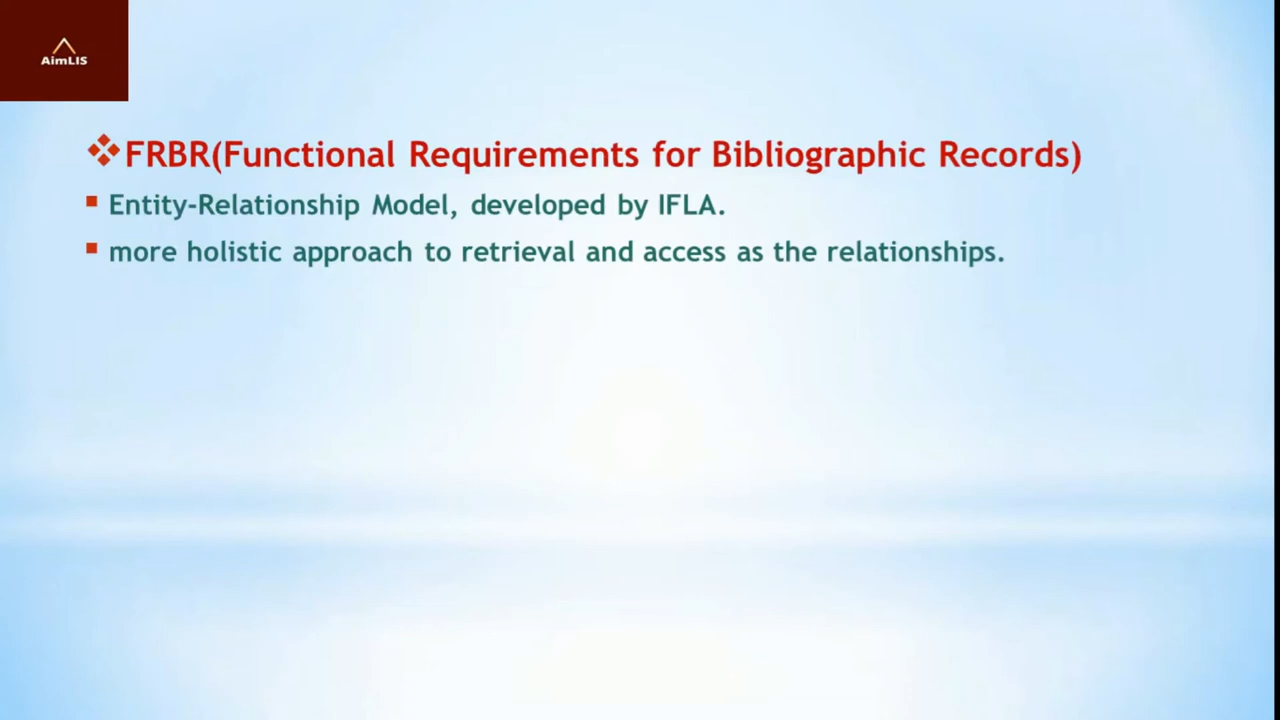 AimLIS
❖FRBR(Functional Requirements for Bibliographic Records)
▪ Entity-Relationship Model, developed by IFLA.
▪ more holistic approach to retrieval and access as the relationships.